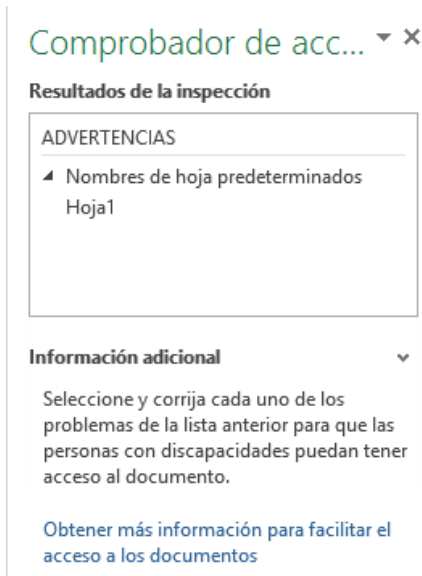 Comprobador de acc...
Resultados de la inspección
ADVERTENCIAS
Nombres de hoja predeterminados
Hoja1
Información adicional
Seleccione y corrija cada uno de los
problemas de la lista anterior para que las
personas con discapacidades puedan tener
acceso al documento.
Obtener más información para facilitar el
acceso a los documentos